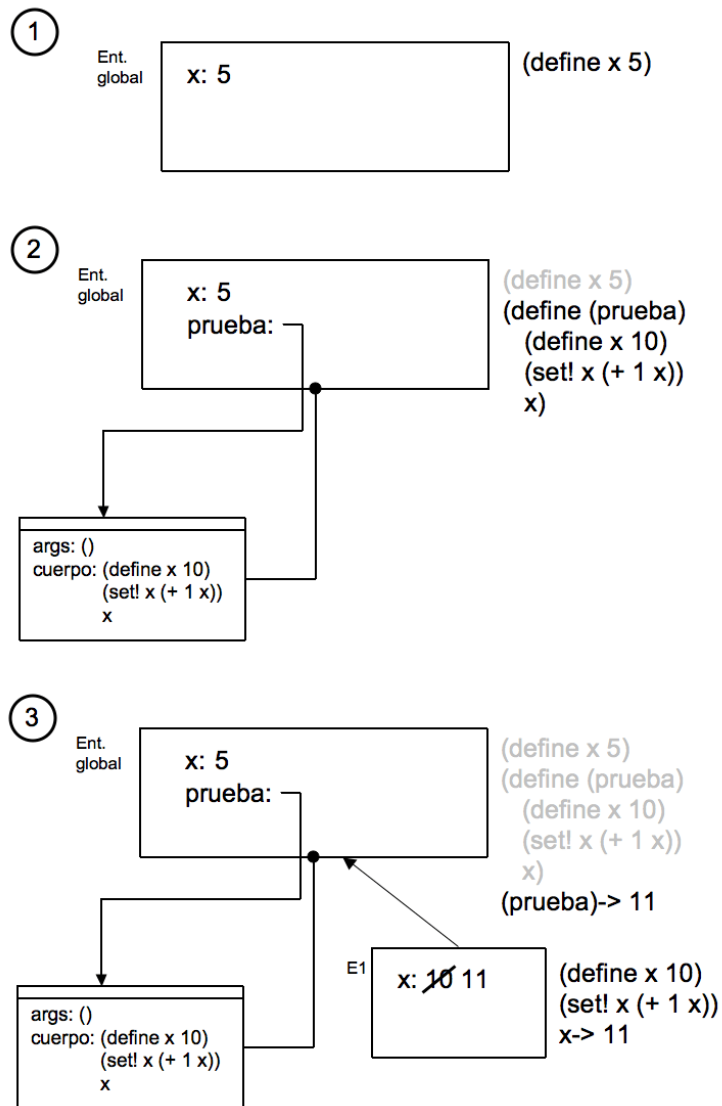 1
Ent.
global
x: 5
(define x 5)
2
Ent.
global
x: 5
prueba:
(define x 5)
(define (prueba)
(define x 10)
(set! x (+ 1 x))
x)
args: ()
cuerpo: (define x 10)
(set! x (+ 1 x))
x
3
Ent.
global
x: 5
prueba:
(define x 5)
(define (prueba)
(define x 10)
(set! x (+ 1 x))
x)
(prueba)-> 11
args: ()
cuerpo: (define x 10)
(set! x (+ 1 x))
x
E1
x: 10 11
(define x 10)
(set! x (+ 1 x))
x-> 11